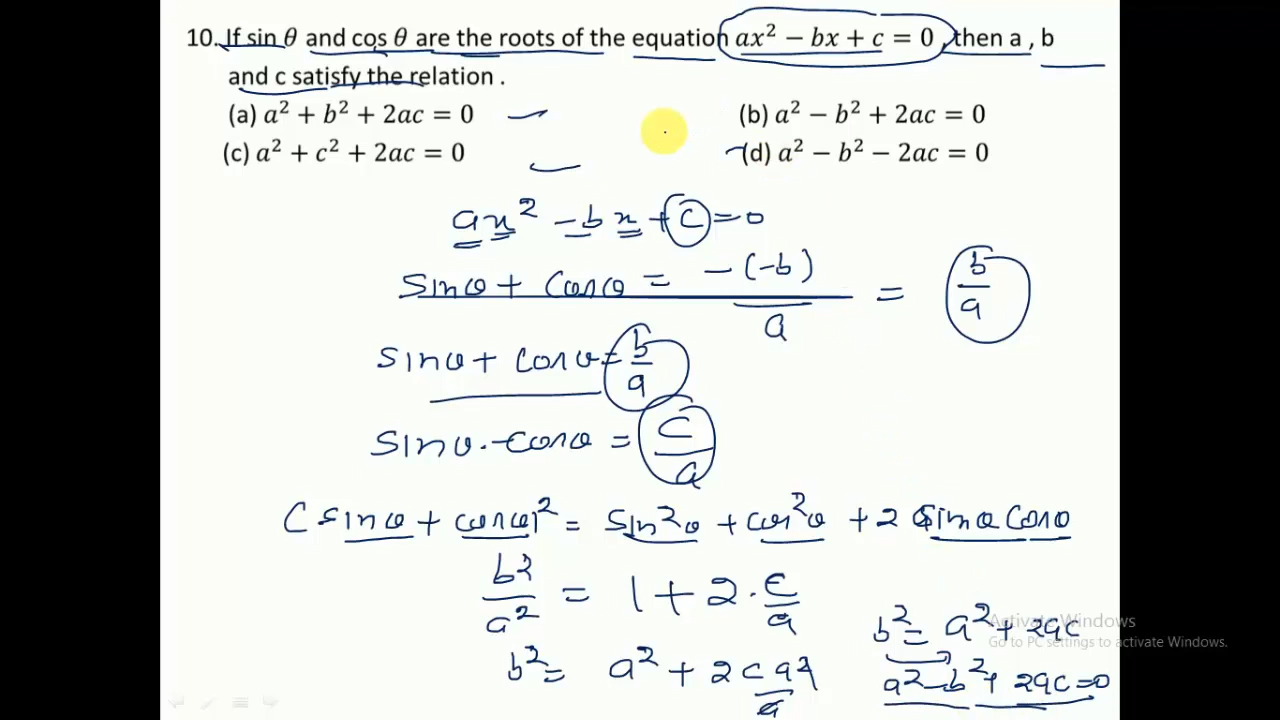 10. If sin θ and cos θ are the roots of the equation ax² − bx + c = 0 , then a , b
and c satisfy the relation .
(a) a² + b² + 2ac = 0 (b) a² − b² + 2ac = 0
(c) a² + c² + 2ac = 0 (d) a² − b² − 2ac = 0
ax² − bx + c = 0
sinθ + cosθ = −(−b)/a = b/a
sinθ + cosθ = b/a
sinθ · cosθ = c/a
(sinθ + cosθ)² = sin²θ + cos²θ + 2 sinθ cosθ
b²/a² = 1 + 2 · c/a
b² = a² + 2c a²/a
b² = a² + 2ac
a² − b² + 2ac = 0
Activate Windows
Go to PC settings to activate Windows.